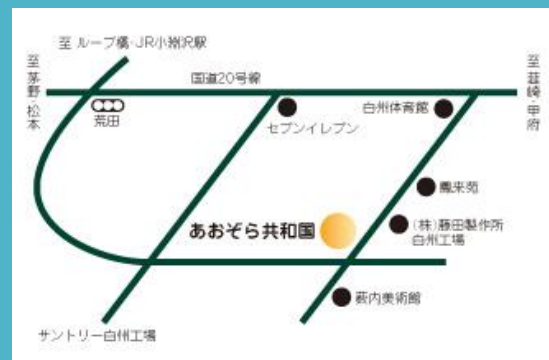 至 ループ橋・JR小淵沢駅
至 茅野・松本
国道20号線
至 韮崎・甲府
荒田
セブンイレブン
白州体育館
鳳来苑
(株)藤田製作所
白州工場
あおぞら共和国
薮内美術館
サントリー白州工場